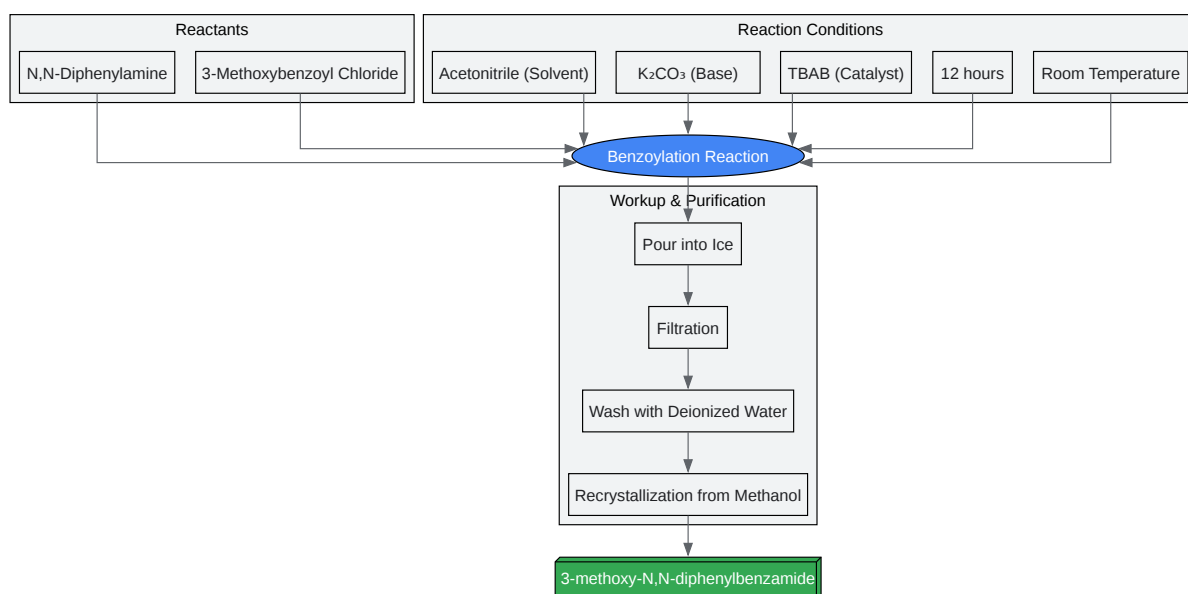 Reactants
Reaction Conditions
N,N-Diphenylamine
3-Methoxybenzoyl Chloride
Acetonitrile (Solvent)
K₂CO₃ (Base)
TBAB (Catalyst)
12 hours
Room Temperature
Benzoylation Reaction
Workup & Purification
Pour into Ice
Filtration
Wash with Deionized Water
Recrystallization from Methanol
3-methoxy-N,N-diphenylbenzamide